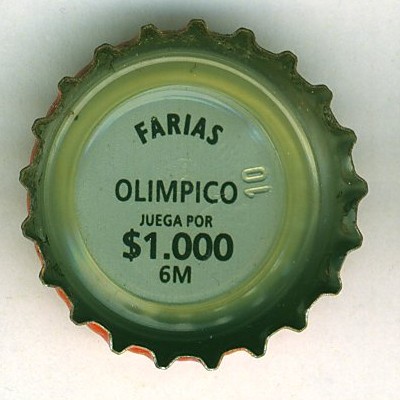 FARIAS
OLIMPICO
10
JUEGA POR
$1.000
6M